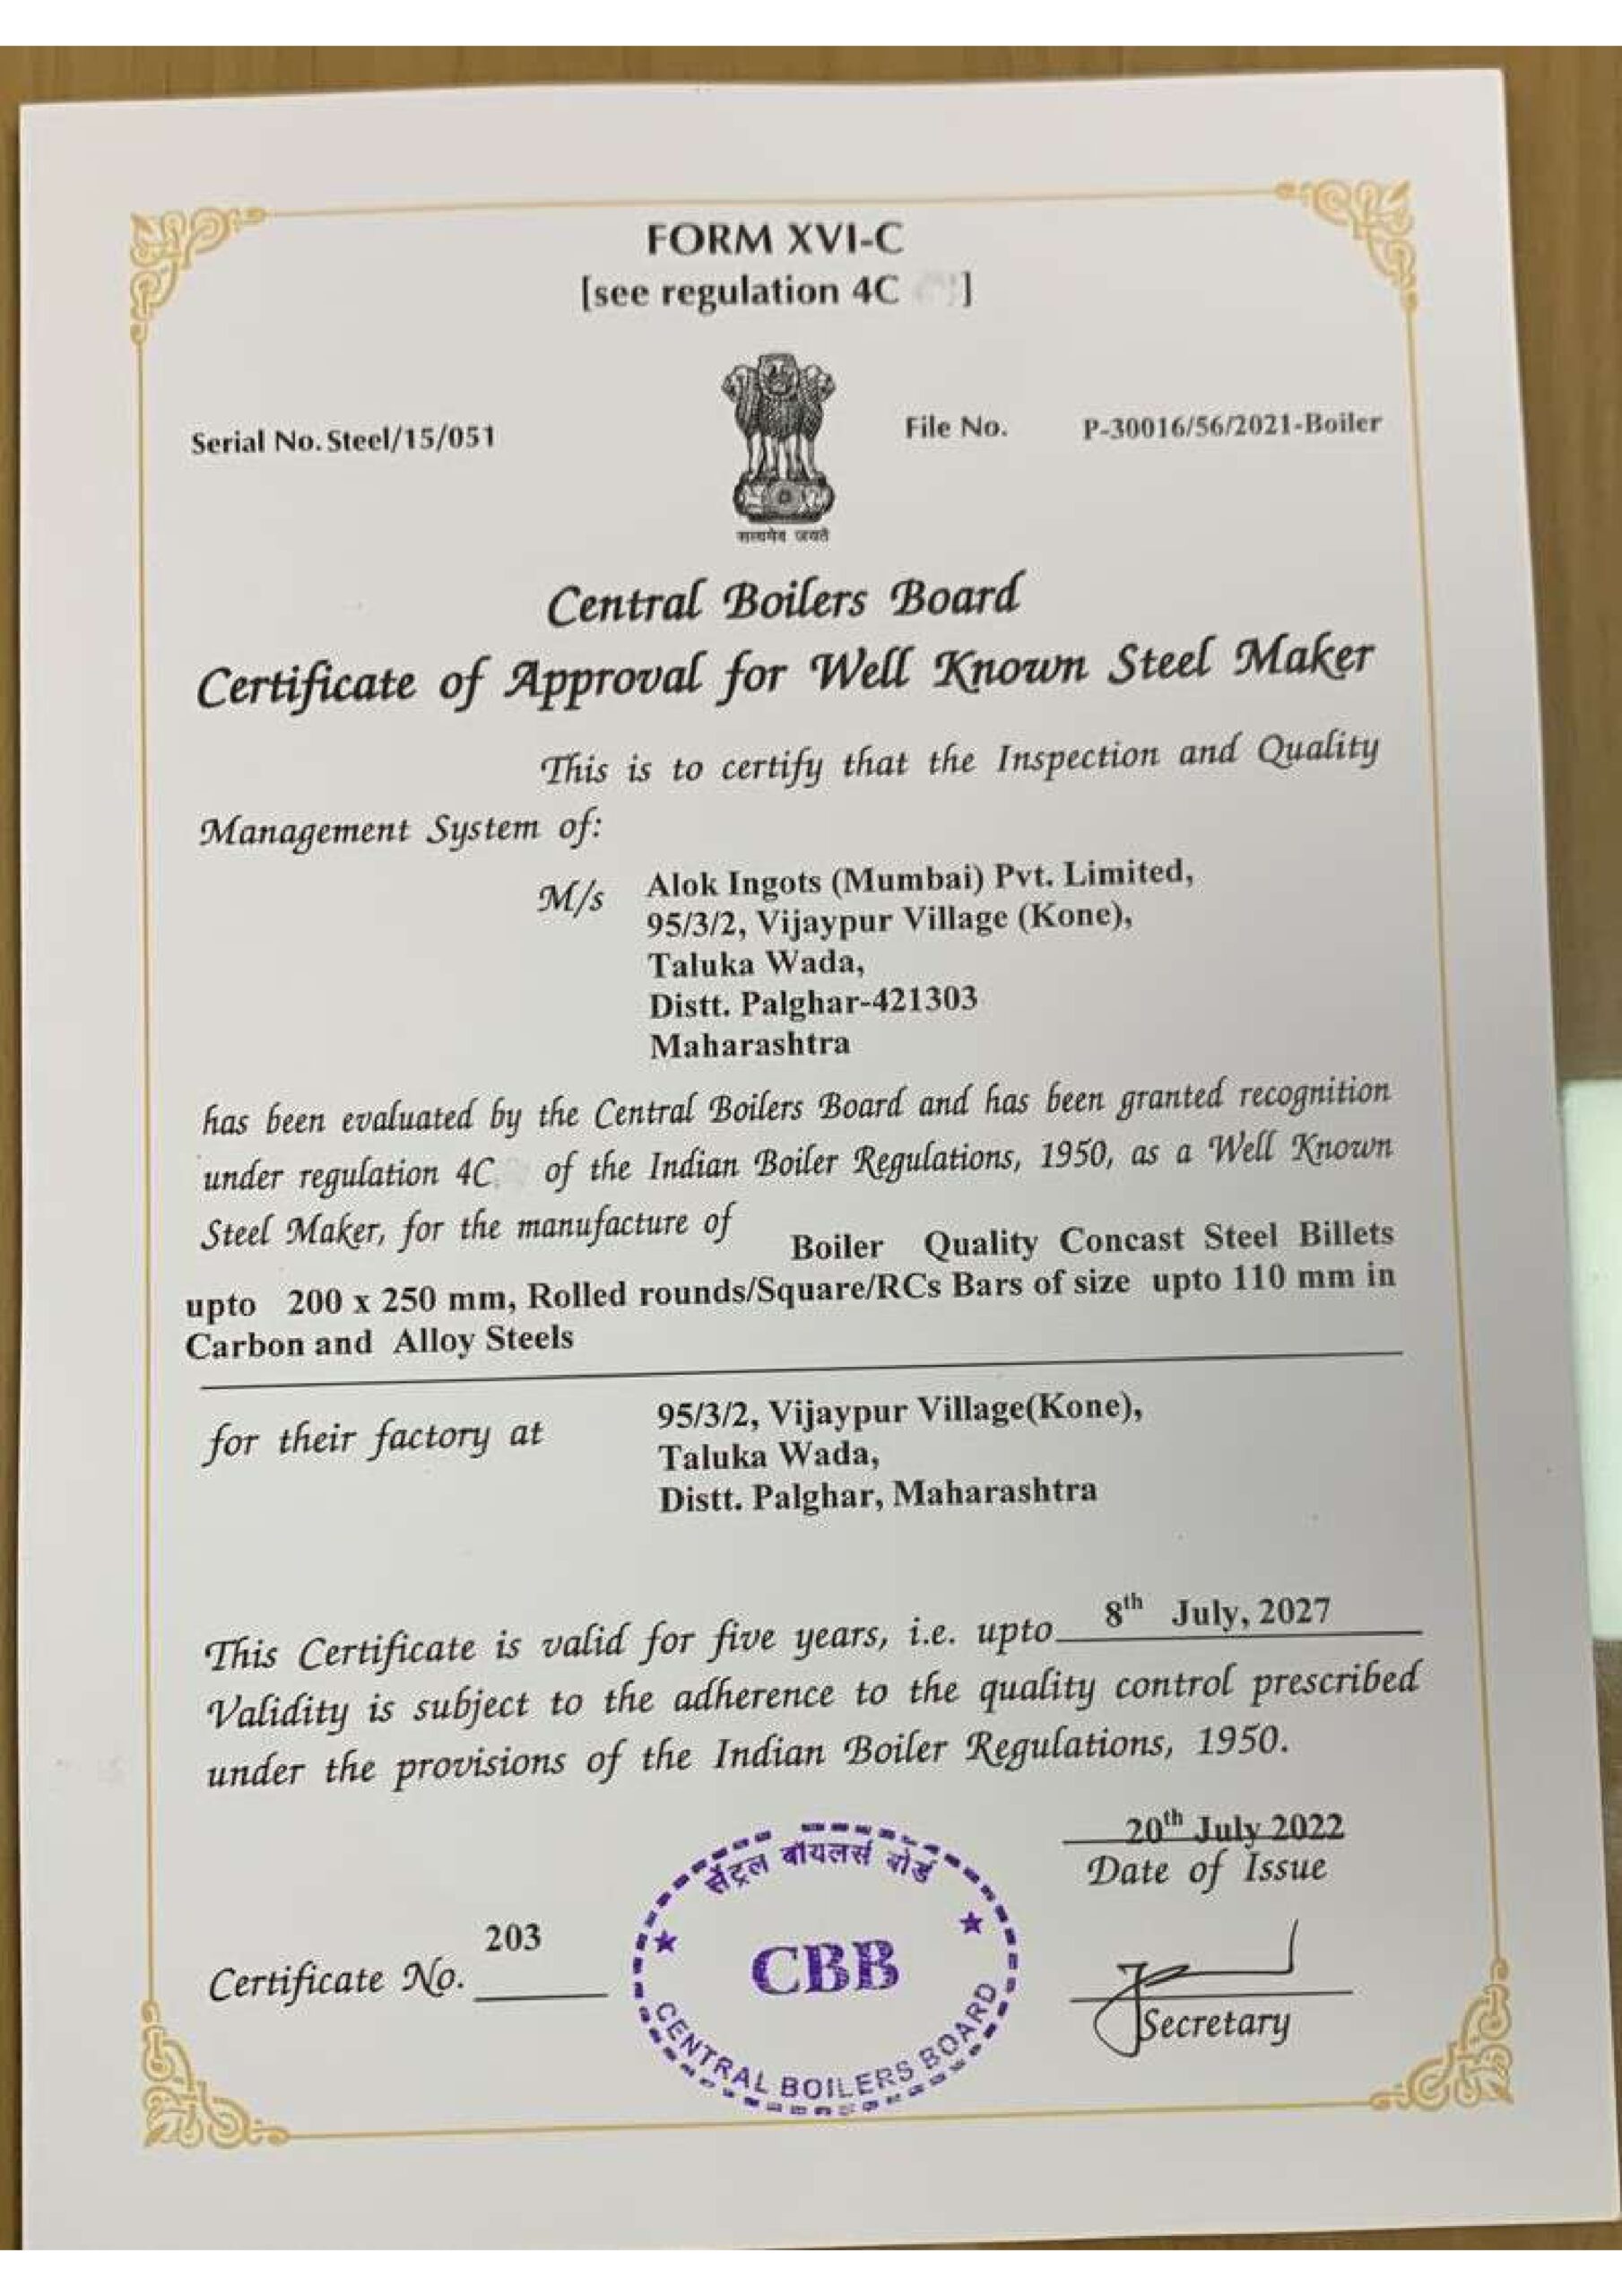 FORM XVI-C
[see regulation 4C ]
Serial No. Steel/15/051
File No. P-30016/56/2021-Boiler
सत्यमेव जयते
Central Boilers Board
Certificate of Approval for Well Known Steel Maker
This is to certify that the Inspection and Quality
Management System of:
M/s Alok Ingots (Mumbai) Pvt. Limited,
95/3/2, Vijaypur Village (Kone),
Taluka Wada,
Distt. Palghar-421303
Maharashtra
has been evaluated by the Central Boilers Board and has been granted recognition
under regulation 4C of the Indian Boiler Regulations, 1950, as a Well Known
Steel Maker, for the manufacture of Boiler Quality Concast Steel Billets
upto 200 x 250 mm, Rolled rounds/Square/RCs Bars of size upto 110 mm in
Carbon and Alloy Steels
for their factory at 95/3/2, Vijaypur Village(Kone),
Taluka Wada,
Distt. Palghar, Maharashtra
This Certificate is valid for five years, i.e. upto 8th July, 2027
Validity is subject to the adherence to the quality control prescribed
under the provisions of the Indian Boiler Regulations, 1950.
20th July 2022
Date of Issue
सेंट्रल बॉयलर्स बोर्ड
CBB
CENTRAL BOILERS BOARD
Certificate No. 203
Secretary